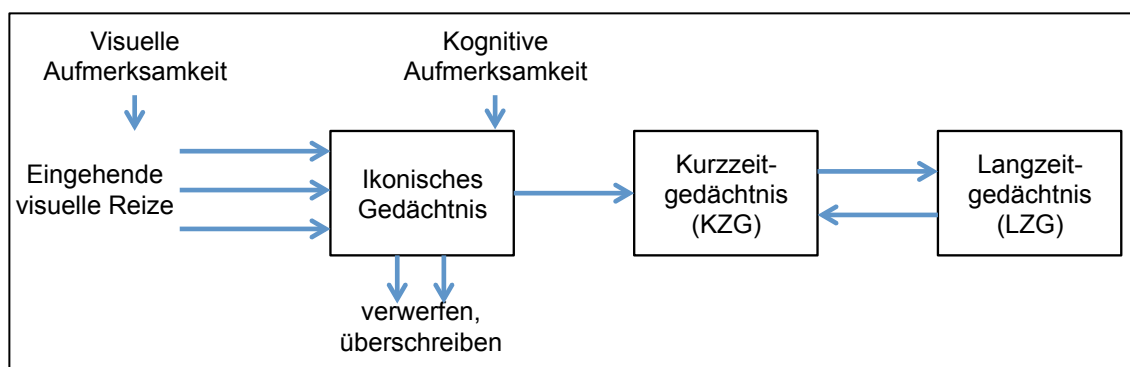 Visuelle
Aufmerksamkeit
Kognitive
Aufmerksamkeit
Eingehende
visuelle Reize
Ikonisches
Gedächtnis
Kurzzeit-
gedächtnis
(KZG)
Langzeit-
gedächtnis
(LZG)
verwerfen,
überschreiben